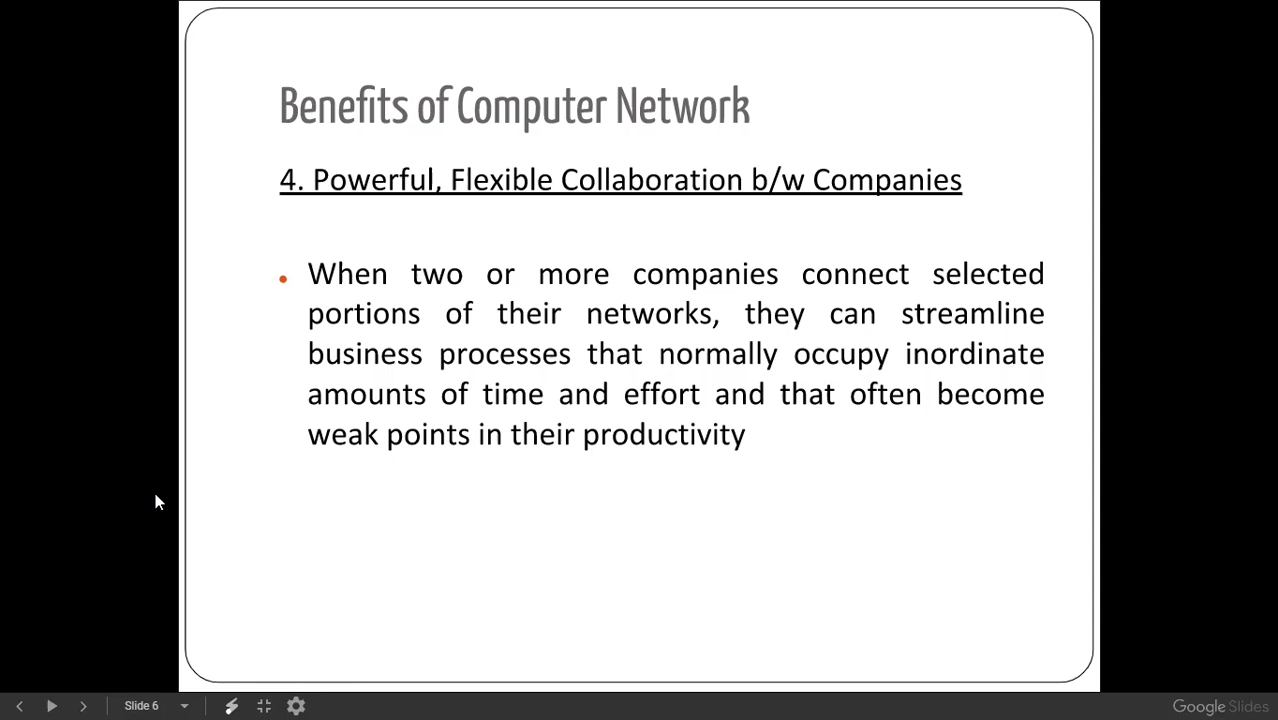 Benefits of Computer Network
4. Powerful, Flexible Collaboration b/w Companies
• When two or more companies connect selected
portions of their networks, they can streamline
business processes that normally occupy inordinate
amounts of time and effort and that often become
weak points in their productivity
Slide 6
Google Slides